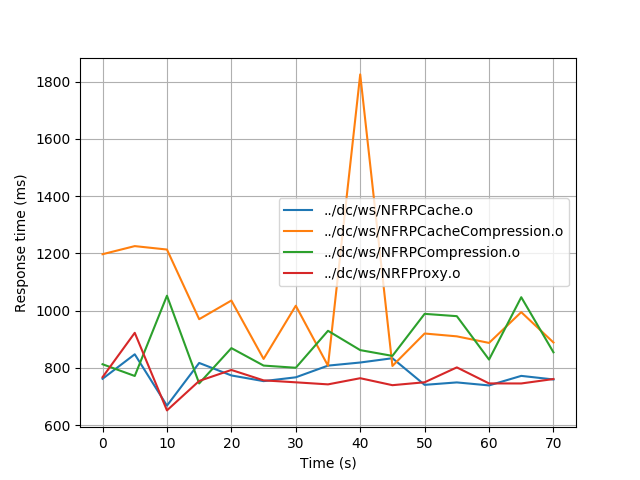 1800
1600
1400
1200
1000
800
600
Response time (ms)
../dc/ws/NFRPCache.o
../dc/ws/NFRPCacheCompression.o
../dc/ws/NFRPCompression.o
../dc/ws/NRFProxy.o
0 10 20 30 40 50 60 70
Time (s)